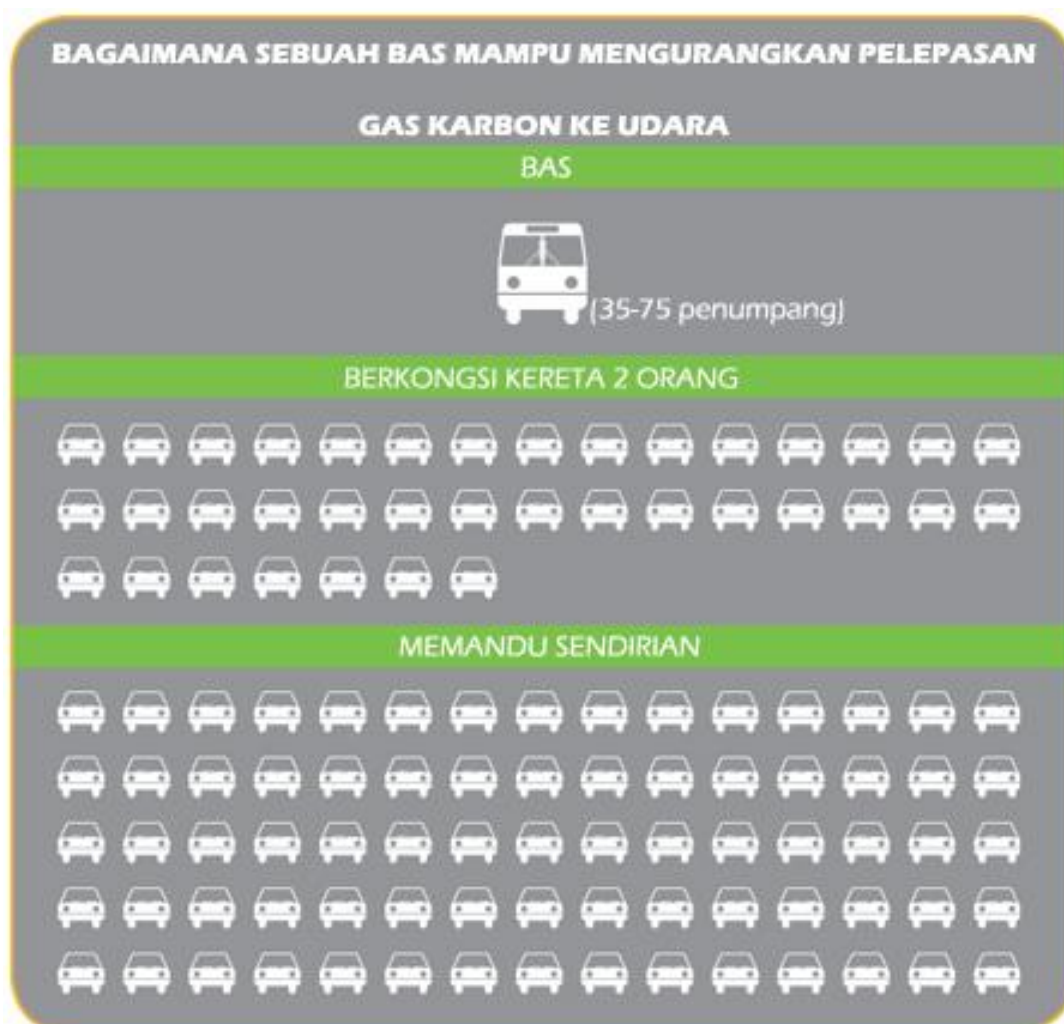 BAGAIMANA SEBUAH BAS MAMPU MENGURANGKAN PELEPASAN
GAS KARBON KE UDARA
BAS
(35-75 penumpang)
BERKONGSI KERETA 2 ORANG
MEMANDU SENDIRIAN